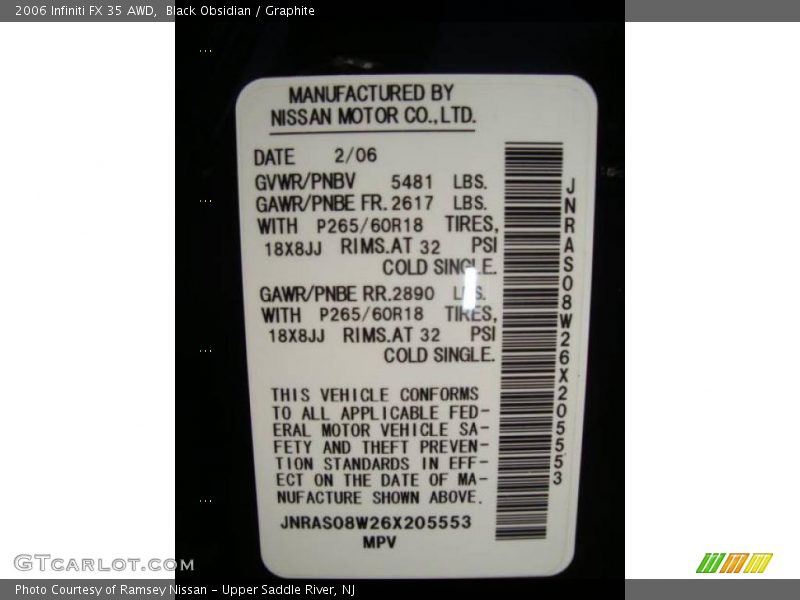 2006 Infiniti FX 35 AWD,  Black Obsidian / Graphite
MANUFACTURED BY
NISSAN MOTOR CO.,LTD.
DATE 2/06
GVWR/PNBV 5481 LBS.
GAWR/PNBE FR. 2617 LBS.
WITH P265/60R18 TIRES,
18X8JJ RIMS.AT 32 PSI
COLD SINGLE.
GAWR/PNBE RR. 2890 LBS.
WITH P265/60R18 TIRES,
18X8JJ RIMS.AT 32 PSI
COLD SINGLE.
THIS VEHICLE CONFORMS
TO ALL APPLICABLE FED-
ERAL MOTOR VEHICLE SA-
FETY AND THEFT PREVEN-
TION STANDARDS IN EFF-
ECT ON THE DATE OF MA-
NUFACTURE SHOWN ABOVE.
JNRAS08W26X205553
MPV
JNRAS08W26X205553
GTcarlot.com
Photo Courtesy of Ramsey Nissan - Upper Saddle River, NJ